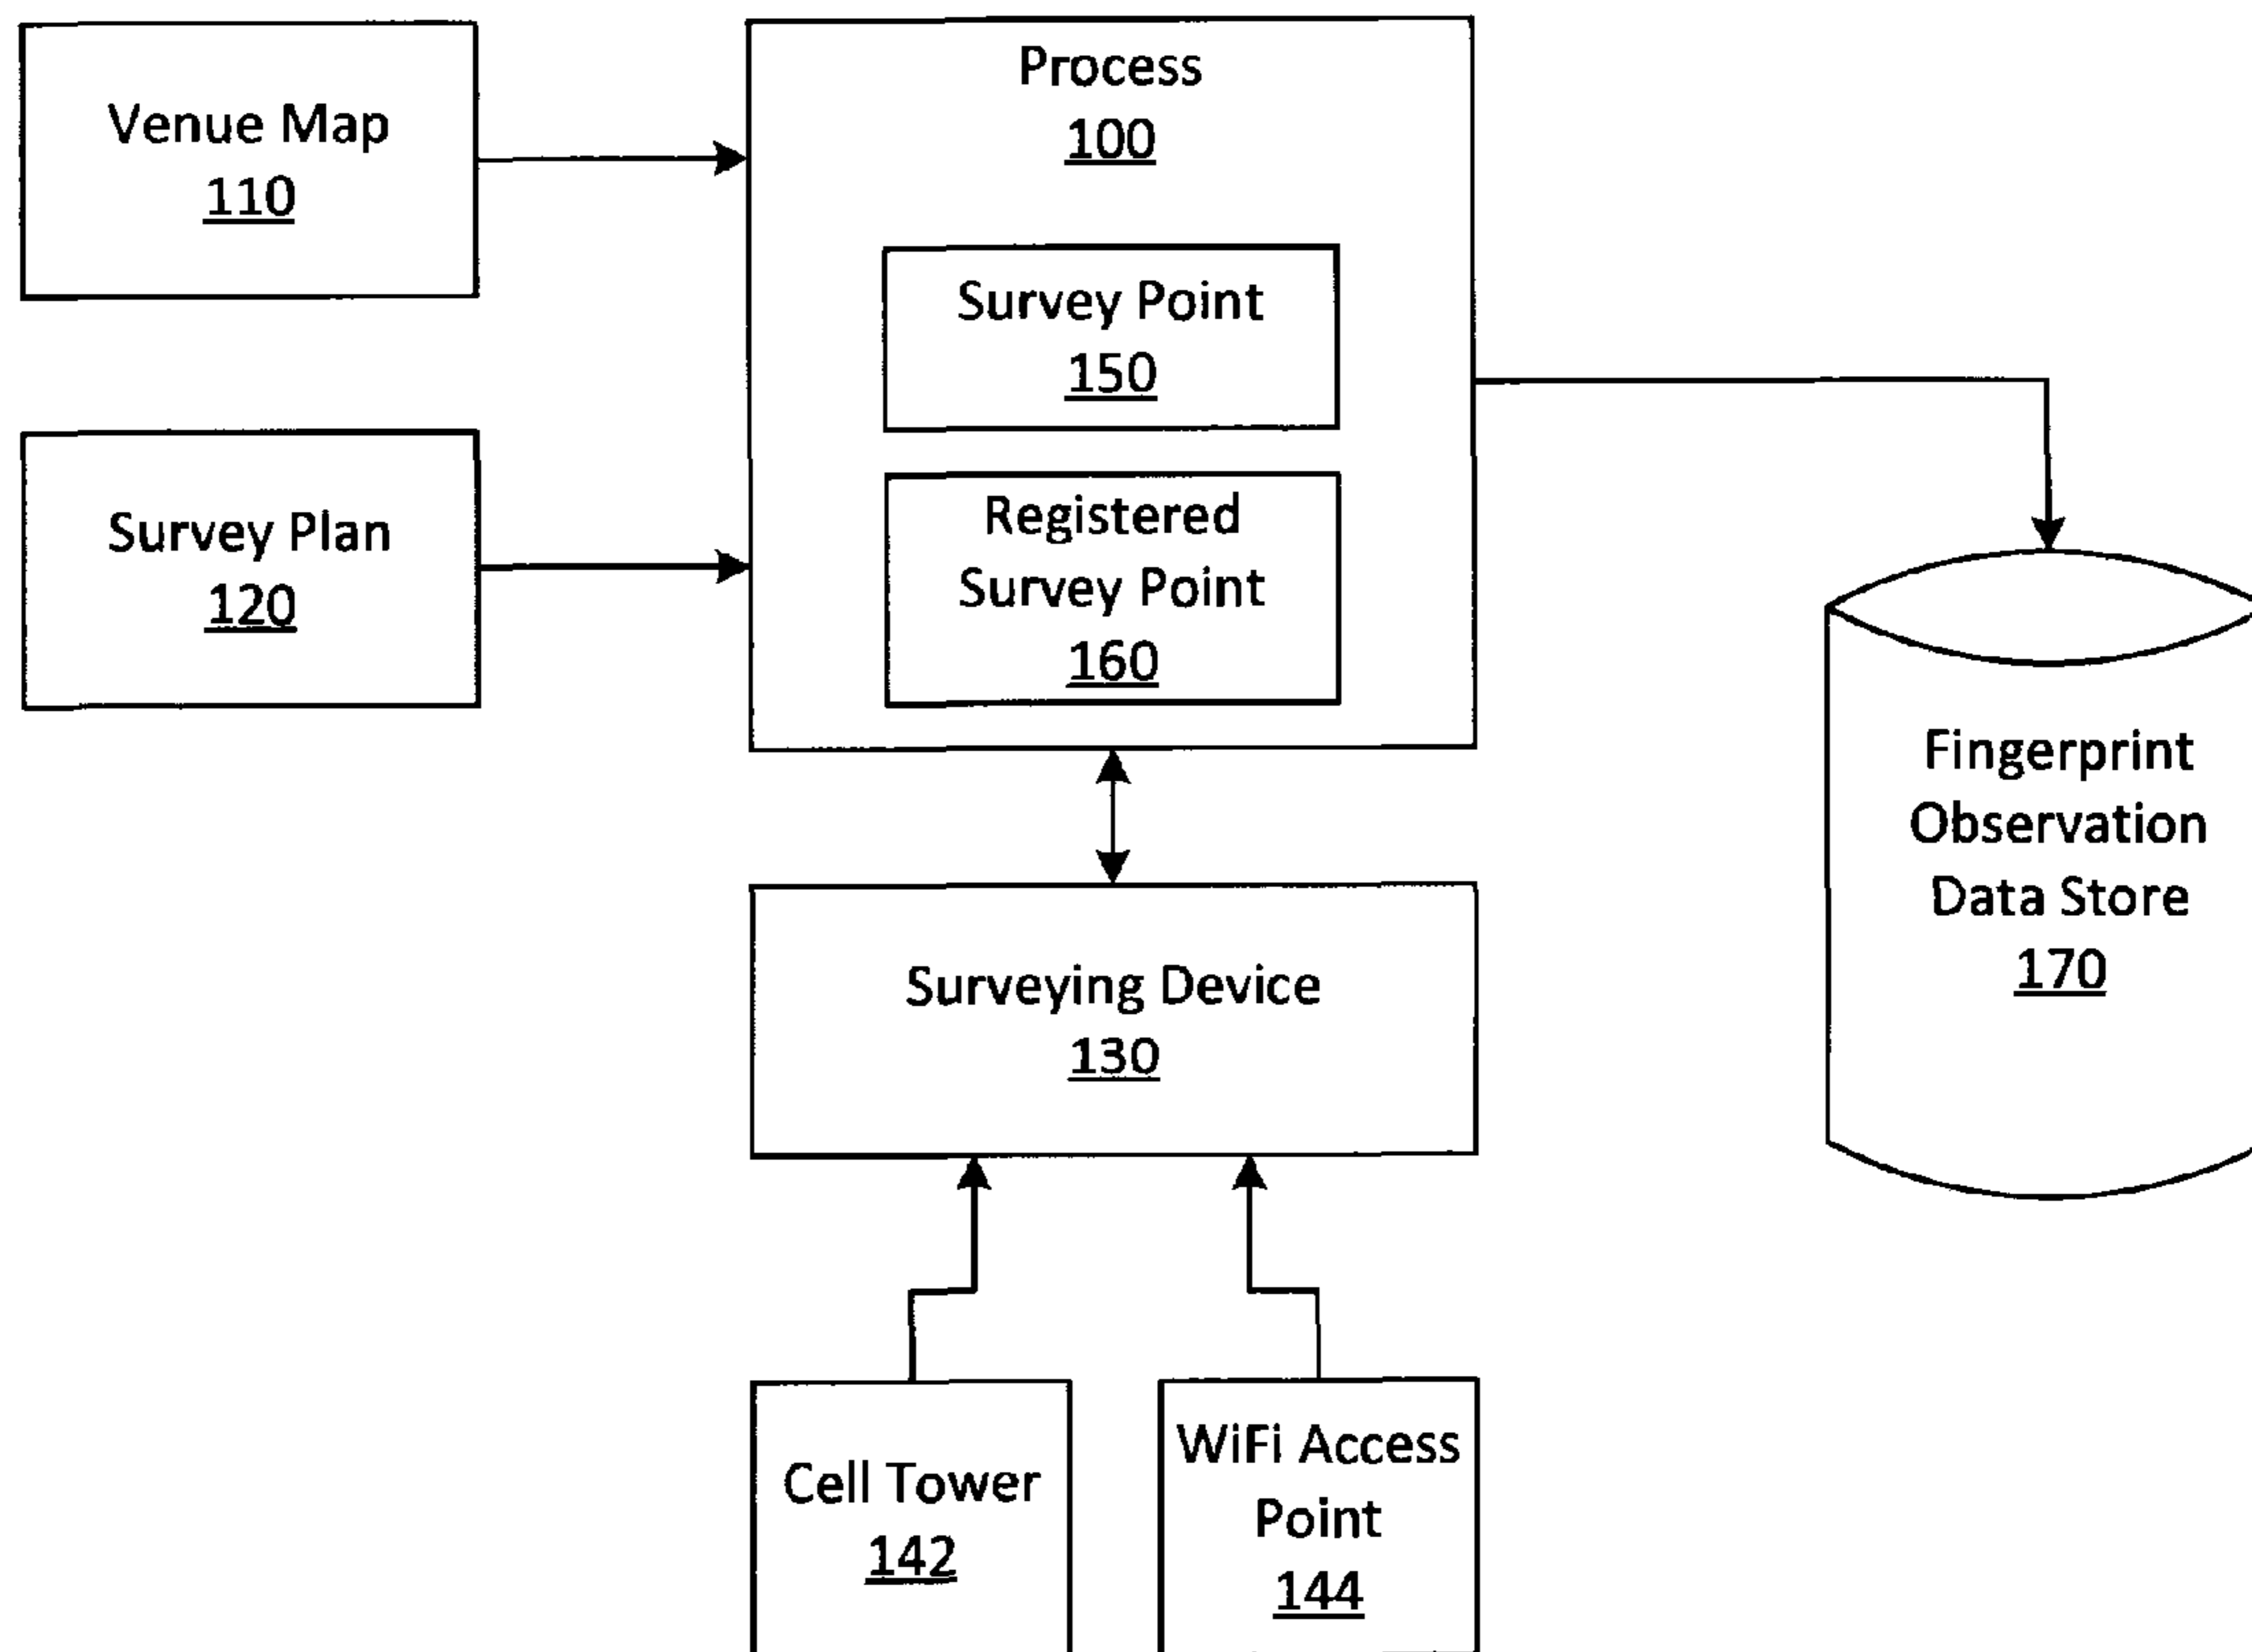 Venue Map
110
Process
100
Survey Point
150
Survey Plan
120
Registered
Survey Point
160
Fingerprint
Observation
Data Store
170
Surveying Device
130
Cell Tower
142
WiFi Access
Point
144